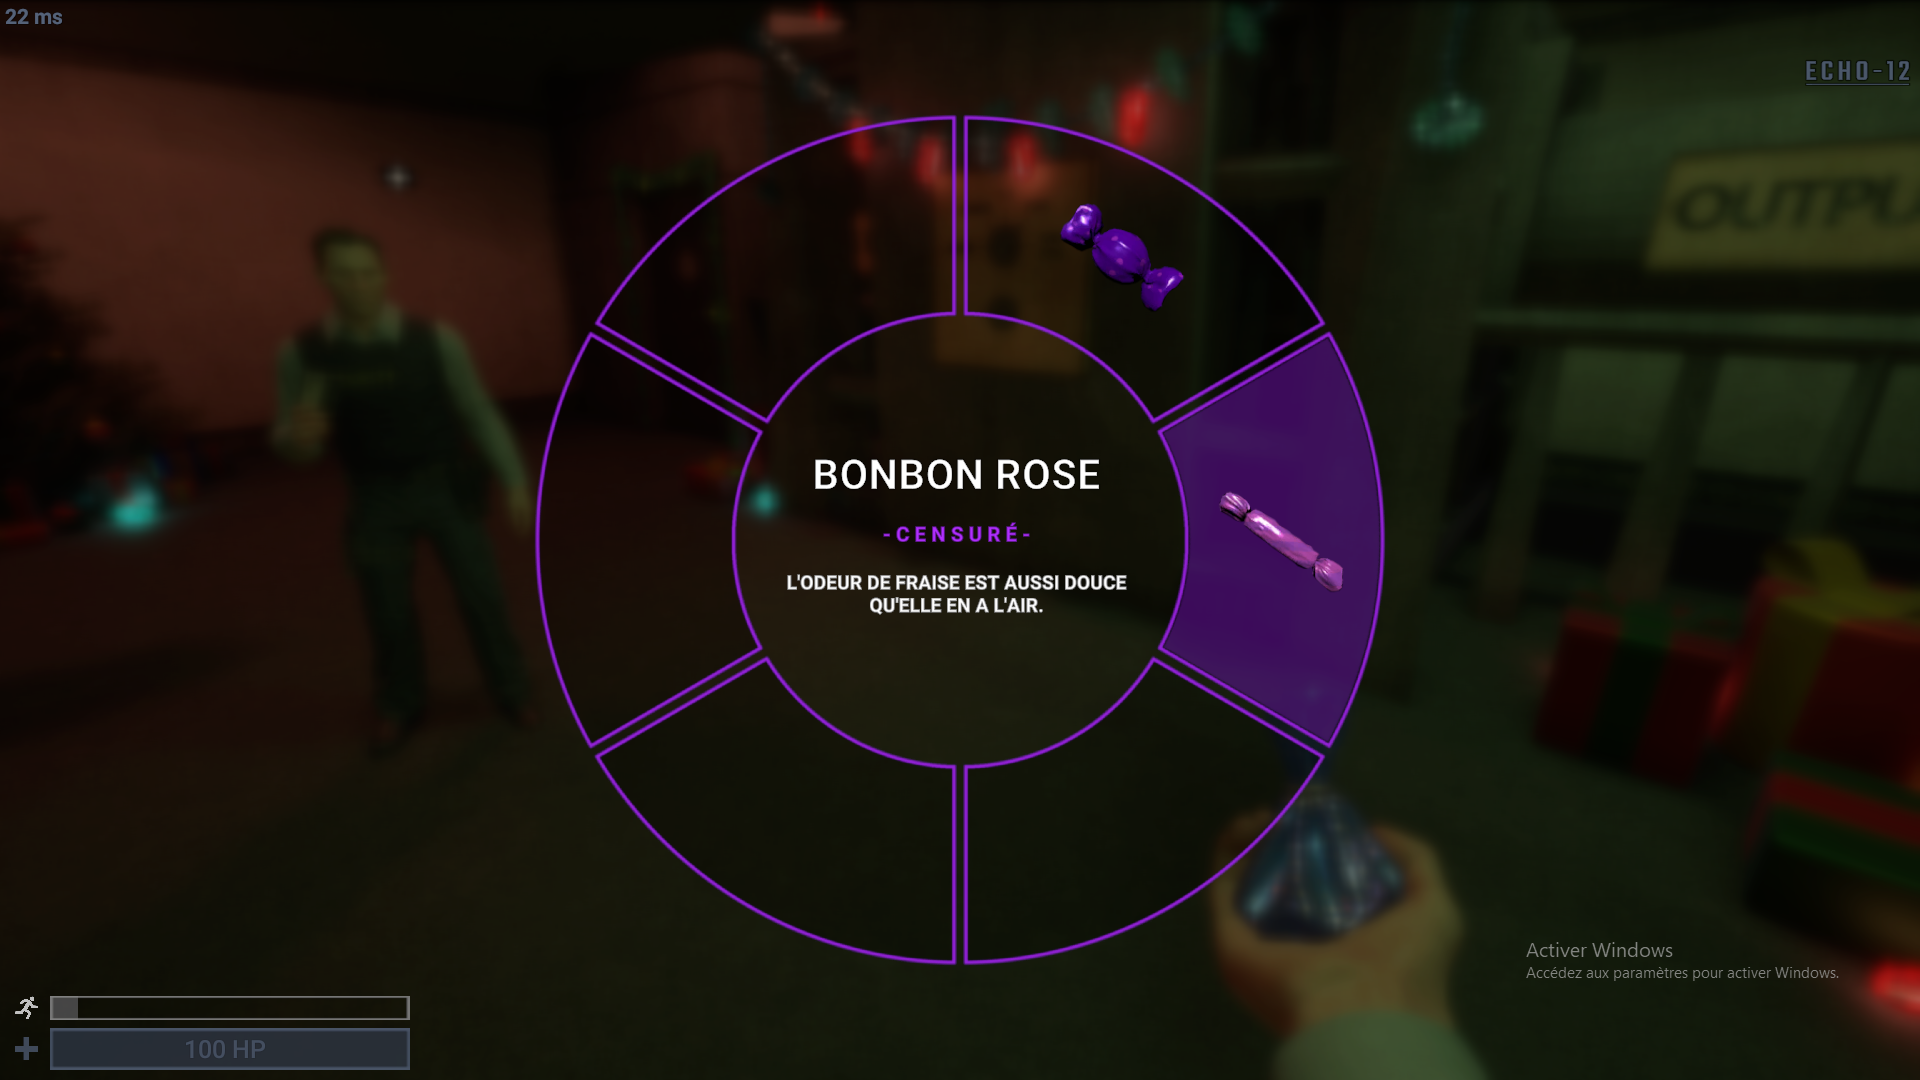 22 ms
ECHO-12
OUTPU
BONBON ROSE
-CENSURÉ-
L'ODEUR DE FRAISE EST AUSSI DOUCE
QU'ELLE EN A L'AIR.
Activer Windows
Accédez aux paramètres pour activer Windows.
100 HP